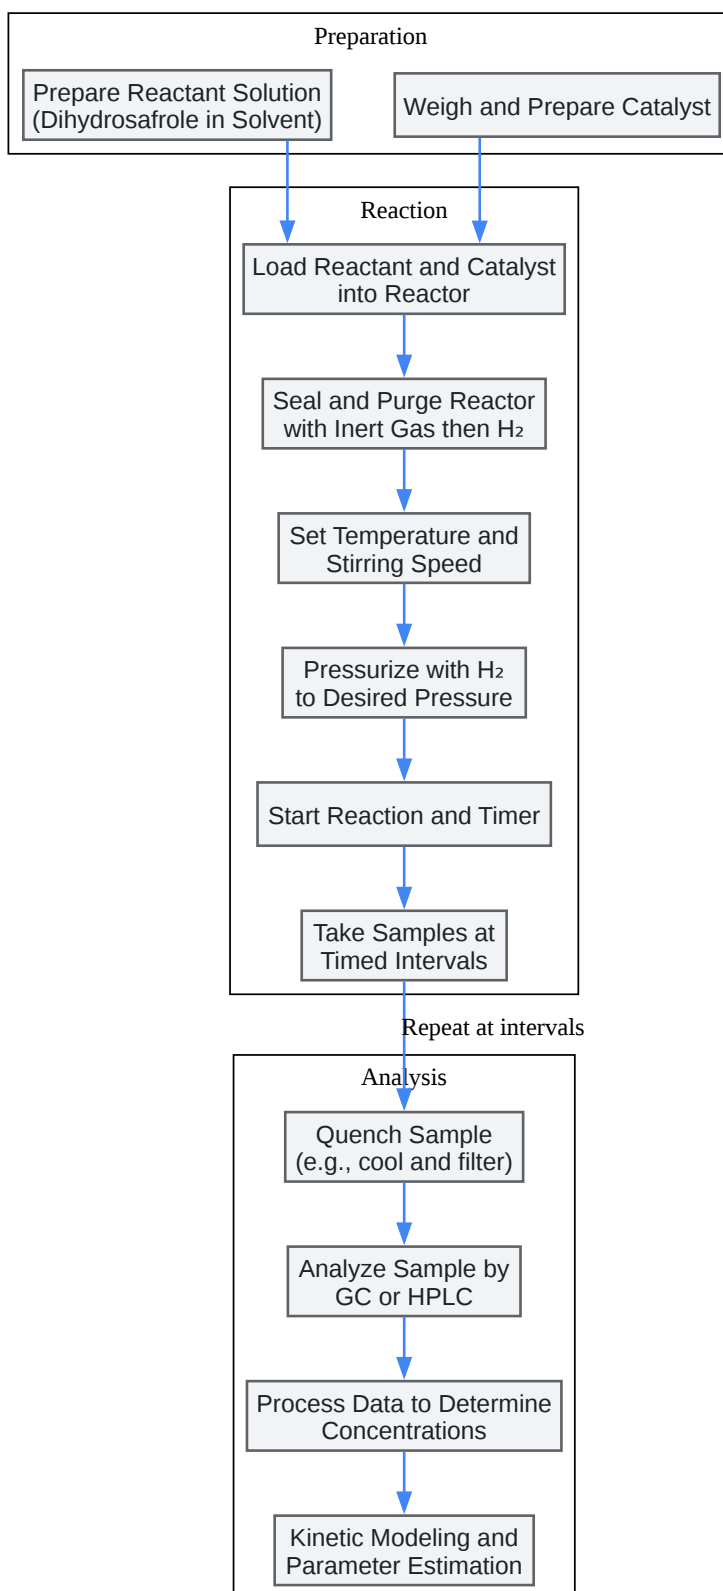 Preparation
Prepare Reactant Solution
(Dihydrosafrole in Solvent)
Weigh and Prepare Catalyst
Reaction
Load Reactant and Catalyst
into Reactor
Seal and Purge Reactor
with Inert Gas then H₂
Set Temperature and
Stirring Speed
Pressurize with H₂
to Desired Pressure
Start Reaction and Timer
Take Samples at
Timed Intervals
Repeat at intervals
Analysis
Quench Sample
(e.g., cool and filter)
Analyze Sample by
GC or HPLC
Process Data to Determine
Concentrations
Kinetic Modeling and
Parameter Estimation